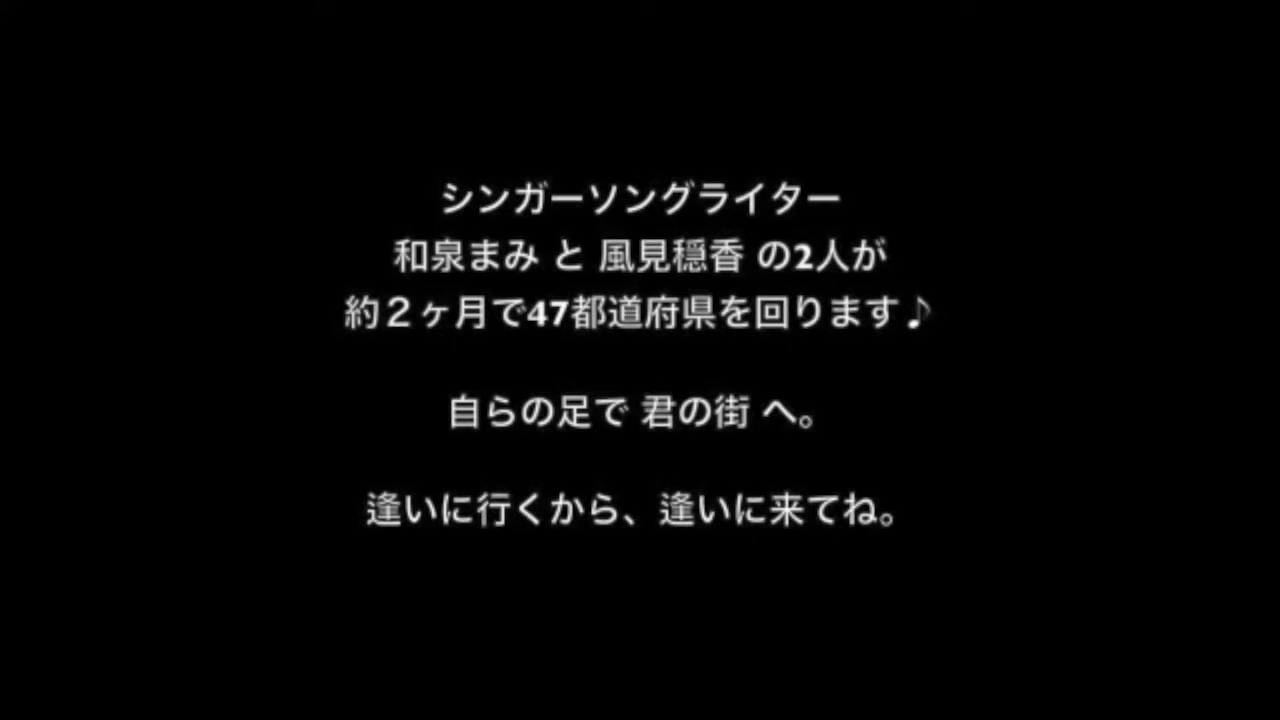 シンガーソングライター
和泉まみ と 風見穏香 の2人が
約２ヶ月で47都道府県を回ります♪
自らの足で 君の街 へ。
逢いに行くから、逢いに来てね。